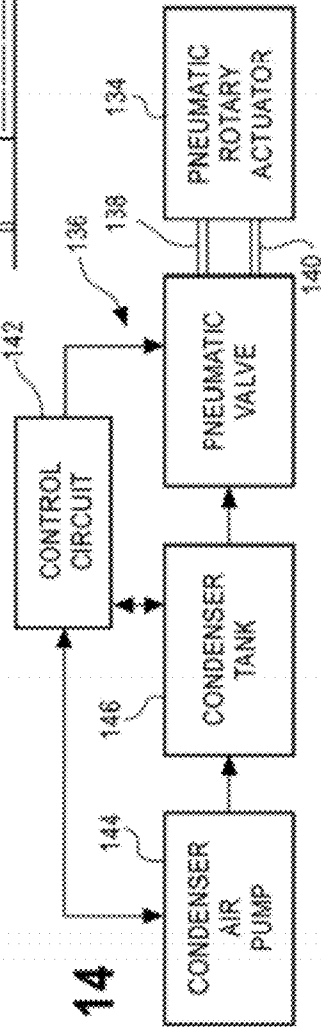 142
CONTROL
CIRCUIT
136
144
CONDENSER
AIR
PUMP
146
CONDENSER
TANK
PNEUMATIC
VALVE
138
140
134
PNEUMATIC
ROTARY
ACTUATOR
14